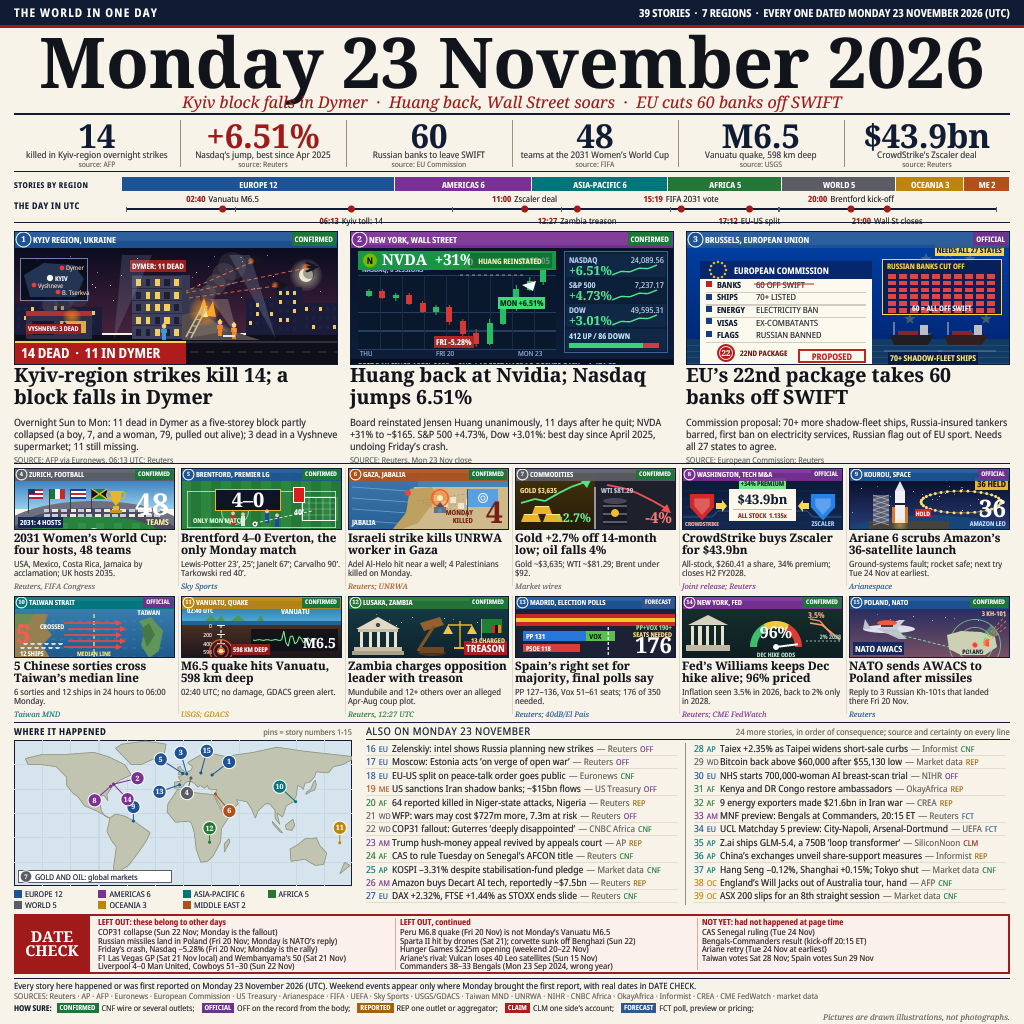 THE WORLD IN ONE DAY
39 STORIES · 7 REGIONS · EVERY ONE DATED MONDAY 23 NOVEMBER 2026 (UTC)
Monday 23 November 2026
Kyiv block falls in Dymer · Huang back, Wall Street soars · EU cuts 60 banks off SWIFT
14
killed in Kyiv-region overnight strikes
source: AFP
+6.51%
Nasdaq's jump, best since Apr 2025
source: Reuters
60
Russian banks to leave SWIFT
source: EU Commission
48
teams at the 2031 Women's World Cup
source: FIFA
M6.5
Vanuatu quake, 598 km deep
source: USGS
$43.9bn
CrowdStrike's Zscaler deal
source: Reuters
STORIES BY REGION
EUROPE 12
AMERICAS 6
ASIA-PACIFIC 6
AFRICA 5
WORLD 5
OCEANIA 3
ME 2
THE DAY IN UTC
02:40 Vanuatu M6.5
11:00 Zscaler deal
15:19 FIFA 2031 vote
20:00 Brentford kick-off
06:13 Kyiv toll: 14
12:27 Zambia treason
17:12 EU-US split
21:00 Wall St closes
1 KYIV REGION, UKRAINE CONFIRMED
Dymer
KYIV
Vyshneve
B. Tserkva
DYMER: 11 DEAD
VYSHNEVE: 3 DEAD
14 DEAD · 11 IN DYMER
Kyiv-region strikes kill 14; a
block falls in Dymer
Overnight Sun to Mon: 11 dead in Dymer as a five-storey block partly
collapsed (a boy, 7, and a woman, 79, pulled out alive); 3 dead in a Vyshneve
supermarket; 11 still missing.
SOURCE: AFP via Euronews, 06:13 UTC; Reuters
2 NEW YORK, WALL STREET CONFIRMED
N NVDA +31% HUANG REINSTATED
NASDAQ, 6 SESSIONS
MON +6.51%
FRI -5.28%
THU
FRI 20
MON 23
NASDAQ 24,089.56
+6.51%
S&P 500 7,237.17
+4.73%
DOW 49,595.31
+3.01%
412 UP / 86 DOWN
Huang back at Nvidia; Nasdaq
jumps 6.51%
Board reinstated Jensen Huang unanimously, 11 days after he quit; NVDA
+31% to ~$165. S&P 500 +4.73%, Dow +3.01%: best day since April 2025,
undoing Friday's crash.
SOURCE: Reuters, Mon 23 Nov close
3 BRUSSELS, EUROPEAN UNION OFFICIAL
NEEDS ALL 27 STATES
EUROPEAN COMMISSION
BANKS 60 OFF SWIFT
SHIPS 70+ LISTED
ENERGY ELECTRICITY BAN
VISAS EX-COMBATANTS
FLAGS RUSSIAN BANNED
22 22ND PACKAGE
PROPOSED
RUSSIAN BANKS CUT OFF
60 = ALL OFF SWIFT
70+ SHADOW-FLEET SHIPS
EU's 22nd package takes 60
banks off SWIFT
Commission proposal: 70+ more shadow-fleet ships, Russia-insured tankers
barred, first ban on electricity services, Russian flag out of EU sport. Needs
all 27 states to agree.
SOURCE: European Commission; Reuters
4 ZURICH, FOOTBALL CONFIRMED
48
TEAMS
2031: 4 HOSTS
2031 Women's World Cup:
four hosts, 48 teams
USA, Mexico, Costa Rica, Jamaica by
acclamation; UK hosts 2035.
Reuters, FIFA Congress
5 BRENTFORD, PREMIER LG CONFIRMED
4–0
ONLY MON MATCH
40'
Brentford 4–0 Everton, the
only Monday match
Lewis-Potter 23', 25'; Janelt 67'; Carvalho 90'.
Tarkowski red 40'.
Sky Sports
6 GAZA, JABALIA CONFIRMED
JABALIA
MONDAY
KILLED
4
Israeli strike kills UNRWA
worker in Gaza
Adel Al-Helo hit near a well; 4 Palestinians
killed on Monday.
Reuters; UNRWA
7 COMMODITIES CONFIRMED
GOLD $3,635
WTI $81.29
+2.7%
-4%
Gold +2.7% off 14-month
low; oil falls 4%
Gold ~$3,635; WTI ~$81.29; Brent under
$92.
Market wires
8 WASHINGTON, TECH M&A OFFICIAL
+34% PREMIUM
$43.9bn
ALL STOCK 1.135x
CROWDSTRIKE
ZSCALER
CrowdStrike buys Zscaler
for $43.9bn
All-stock, $260.41 a share, 34% premium;
closes H2 FY2028.
Joint release; Reuters
9 KOUROU, SPACE OFFICIAL
36 HELD
36
HOLD
AMAZON LEO
Ariane 6 scrubs Amazon's
36-satellite launch
Ground-systems fault; rocket safe; next try
Tue 24 Nov at earliest.
Arianespace
10 TAIWAN STRAIT OFFICIAL
TAIWAN
5 CROSSED
12 SHIPS
MEDIAN LINE
5 Chinese sorties cross
Taiwan's median line
6 sorties and 12 ships in 24 hours to 06:00
Monday.
Taiwan MND
11 VANUATU, QUAKE CONFIRMED
02:40 UTC
VANUATU
0
200
400
598 KM DEEP
M6.5
M6.5 quake hits Vanuatu,
598 km deep
02:40 UTC; no damage, GDACS green alert.
USGS; GDACS
12 LUSAKA, ZAMBIA CONFIRMED
13 CHARGED
TREASON
Zambia charges opposition
leader with treason
Mundubile and 12+ others over an alleged
Apr-Aug coup plot.
Reuters, 12:27 UTC
13 MADRID, ELECTION POLLS FORECAST
PP+VOX 190+
PP 131
VOX
SEATS NEEDED
PSOE 118
176
Spain's right set for
majority, final polls say
PP 127–136, Vox 51–61 seats; 176 of 350
needed.
Reuters; 40dB/El Pais
14 NEW YORK, FED CONFIRMED
96%
3.5%
2% 2028
DEC HIKE ODDS
Fed's Williams keeps Dec
hike alive; 96% priced
Inflation seen 3.5% in 2026, back to 2% only
in 2028.
Reuters; CME FedWatch
15 POLAND, NATO CONFIRMED
3 KH-101
NATO AWACS
POLAND
NATO sends AWACS to
Poland after missiles
Reply to 3 Russian Kh-101s that landed
there Fri 20 Nov.
Reuters
WHERE IT HAPPENED
pins = story numbers 1-15
5
3
15
1
2
13
4
8
14
9
6
10
12
11
7 GOLD AND OIL: global markets
EUROPE 12
AMERICAS 6
ASIA-PACIFIC 6
AFRICA 5
WORLD 5
OCEANIA 3
MIDDLE EAST 2
ALSO ON MONDAY 23 NOVEMBER
24 more stories, in order of consequence; source and certainty on every line
16 EU Zelenskiy: intel shows Russia planning new strikes — Reuters OFF
17 EU Moscow: Estonia acts 'on verge of open war' — Reuters OFF
18 EU EU-US split on peace-talk order goes public — Euronews CNF
19 ME US sanctions Iran shadow banks; ~$15bn flows — US Treasury OFF
20 AF 64 reported killed in Niger-state attacks, Nigeria — Reuters REP
21 WD WFP: wars may cost $727m more, 7.3m at risk — Reuters OFF
22 WD COP31 fallout: Guterres 'deeply disappointed' — CNBC Africa CNF
23 AM Trump hush-money appeal revived by appeals court — AP REP
24 AF CAS to rule Tuesday on Senegal's AFCON title — Reuters CNF
25 AP KOSPI –3.31% despite stabilisation-fund pledge — Market data CNF
26 AM Amazon buys Decart AI tech, reportedly ~$7.5bn — Reuters REP
27 EU DAX +2.32%, FTSE +1.44% as STOXX ends slide — Reuters CNF
28 AP Taiex +2.35% as Taipei widens short-sale curbs — Informist CNF
29 WD Bitcoin back above $60,000 after $55,130 low — Market data REP
30 EU NHS starts 700,000-woman AI breast-scan trial — NIHR OFF
31 AF Kenya and DR Congo restore ambassadors — OkayAfrica REP
32 AF 9 energy exporters made $21.6bn in Iran war — CREA REP
33 AM MNF preview: Bengals at Commanders, 20:15 ET — Reuters FCT
34 EU UCL Matchday 5 preview: City-Napoli, Arsenal-Dortmund — UEFA FCT
35 AP Z.ai ships GLM-5.4, a 750B 'loop transformer' — SiliconNoon CLM
36 AP China's exchanges unveil share-support measures — Informist REP
37 AP Hang Seng –0.12%, Shanghai +0.15%; Tokyo shut — Market data CNF
38 OC England's Will Jacks out of Australia tour, hand — AFP CNF
39 OC ASX 200 slips for an 8th straight session — Market data CNF
DATE
CHECK
LEFT OUT: these belong to other days
COP31 collapse (Sun 22 Nov; Monday is the fallout)
Russian missiles land in Poland (Fri 20 Nov; Monday is NATO's reply)
Friday's crash, Nasdaq –5.28% (Fri 20 Nov; Monday is the rally)
F1 Las Vegas GP (Sat 21 Nov local) and Wembanyama's 50 (Sat 21 Nov)
Liverpool 4–0 Man United, Cowboys 51–30 (Sun 22 Nov)
LEFT OUT, continued
Peru M6.8 quake (Fri 20 Nov) is not Monday's Vanuatu M6.5
Sparta II hit by drones (Sat 21); corvette sunk off Benghazi (Sun 22)
Hunger Games $225m opening (weekend 20–22 Nov)
Ariane's rival: Vulcan loses 40 Leo satellites (Sun 15 Nov)
Commanders 38–33 Bengals (Mon 23 Sep 2024, wrong year)
NOT YET: had not happened at page time
CAS Senegal ruling (Tue 24 Nov)
Bengals-Commanders result (kick-off 20:15 ET)
Ariane retry (Tue 24 Nov at earliest)
Taiwan votes Sat 28 Nov; Spain votes Sun 29 Nov
Every story here happened or was first reported on Monday 23 November 2026 (UTC). Weekend events appear only where Monday brought the first report, with real dates in DATE CHECK.
SOURCES: Reuters · AP · AFP · Euronews · European Commission · US Treasury · Arianespace · FIFA · UEFA · Sky Sports · USGS/GDACS · Taiwan MND · UNRWA · NIHR · CNBC Africa · OkayAfrica · Informist · CREA · CME FedWatch · market data
HOW SURE: CONFIRMED CNF wire or several outlets; OFFICIAL OFF on the record from the body; REPORTED REP one outlet or aggregator; CLAIM CLM one side's account; FORECAST FCT poll, preview or pricing;
Pictures are drawn illustrations, not photographs.